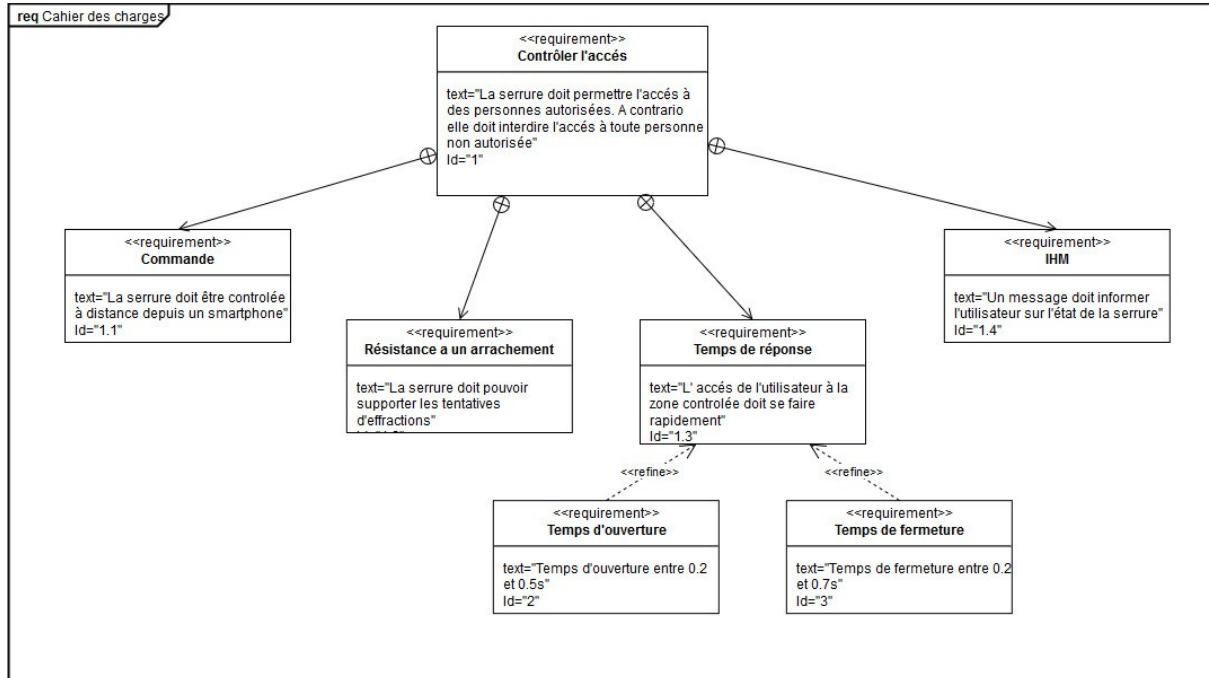 req Cahier des charges
<<requirement>>
Contrôler l'accés
text="La serrure doit permettre l'accés à
des personnes autorisées. A contrario
elle doit interdire l'accés à toute personne
non autorisée"
Id="1"
<<requirement>>
Commande
text="La serrure doit être controlée
à distance depuis un smartphone"
Id="1.1"
<<requirement>>
IHM
text="Un message doit informer
l'utilisateur sur l'état de la serrure"
Id="1.4"
<<requirement>>
Résistance a un arrachement
text="La serrure doit pouvoir
supporter les tentatives
d'effractions"
<<requirement>>
Temps de réponse
text="L' accés de l'utilisateur à la
zone controlée doit se faire
rapidement"
Id="1.3"
<<refine>>
<<refine>>
<<requirement>>
Temps d'ouverture
text="Temps d'ouverture entre 0.2
et 0.5s"
Id="2"
<<requirement>>
Temps de fermeture
text="Temps de fermeture entre 0.2
et 0.7s"
Id="3"